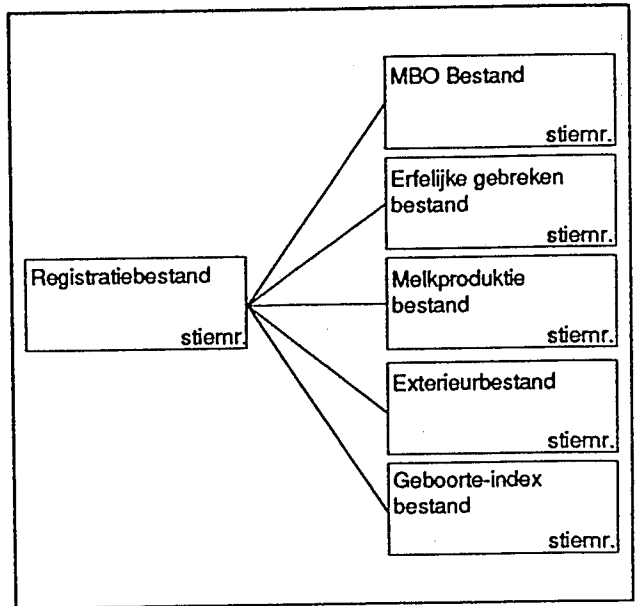 MBO Bestand
stiernr.
Erfelijke gebreken
bestand
stiernr.
Registratiebestand
stiernr.
Melkproduktie
bestand
stiernr.
Exterieurbestand
stiernr.
Geboorte-index
bestand
stiernr.